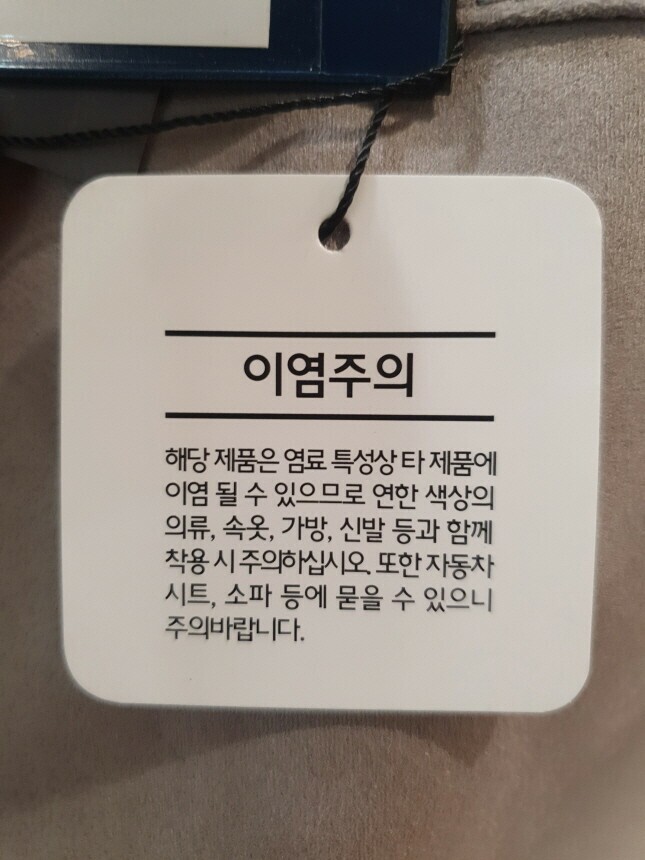 이염주의
해당 제품은 염료 특성상 타 제품에
이염 될 수 있으므로 연한 색상의
의류, 속옷, 가방, 신발 등과 함께
착용 시 주의하십시오. 또한 자동차
시트, 소파 등에 묻을 수 있으니
주의바랍니다.